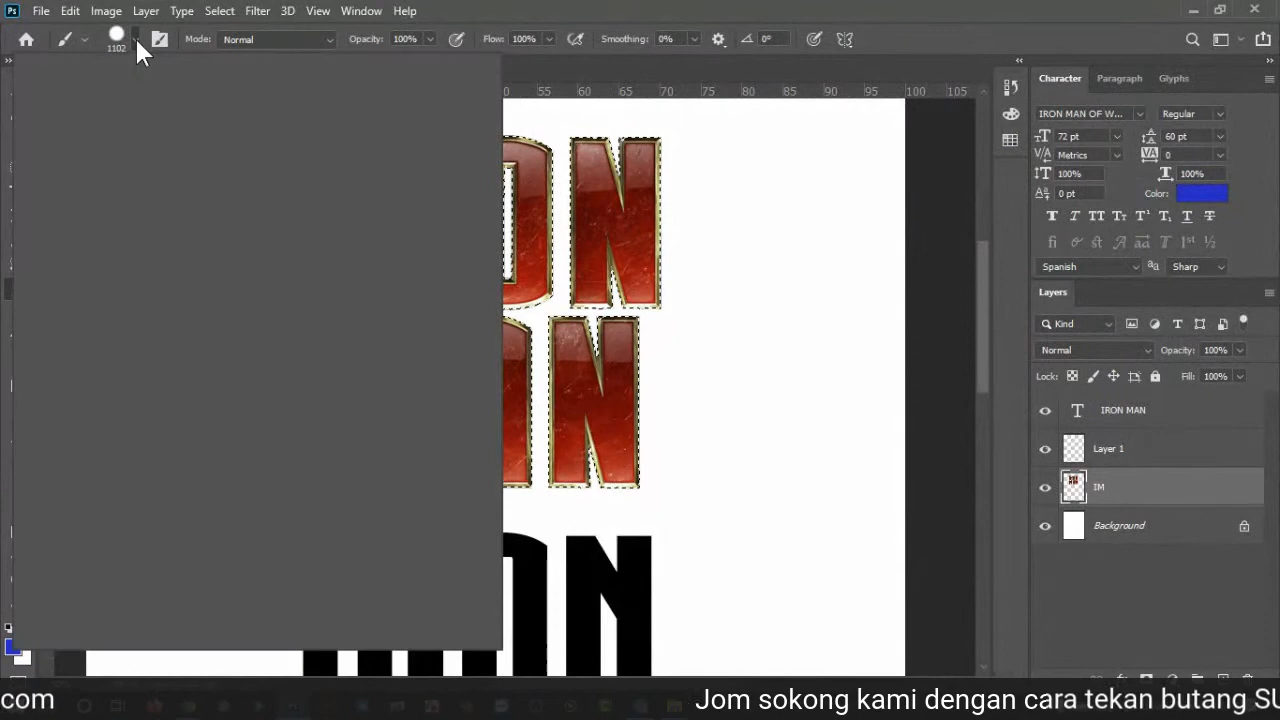 Ps File Edit Image Layer Type Select Filter 3D View Window Help
1102 Mode: Normal Opacity: 100% Flow: 100% Smoothing: 0% 0°
0 55 60 65 70 75 80 85 90 95 100 105
Character Paragraph Glyphs
IRON MAN OF W... Regular
72 pt 60 pt
Metrics 0
100% 100%
0 pt Color:
Spanish Sharp
Layers
Kind
Normal Opacity: 100%
Lock: Fill: 100%
IRON MAN
Layer 1
IM
Background
com Jom sokong kami dengan cara tekan butang SU